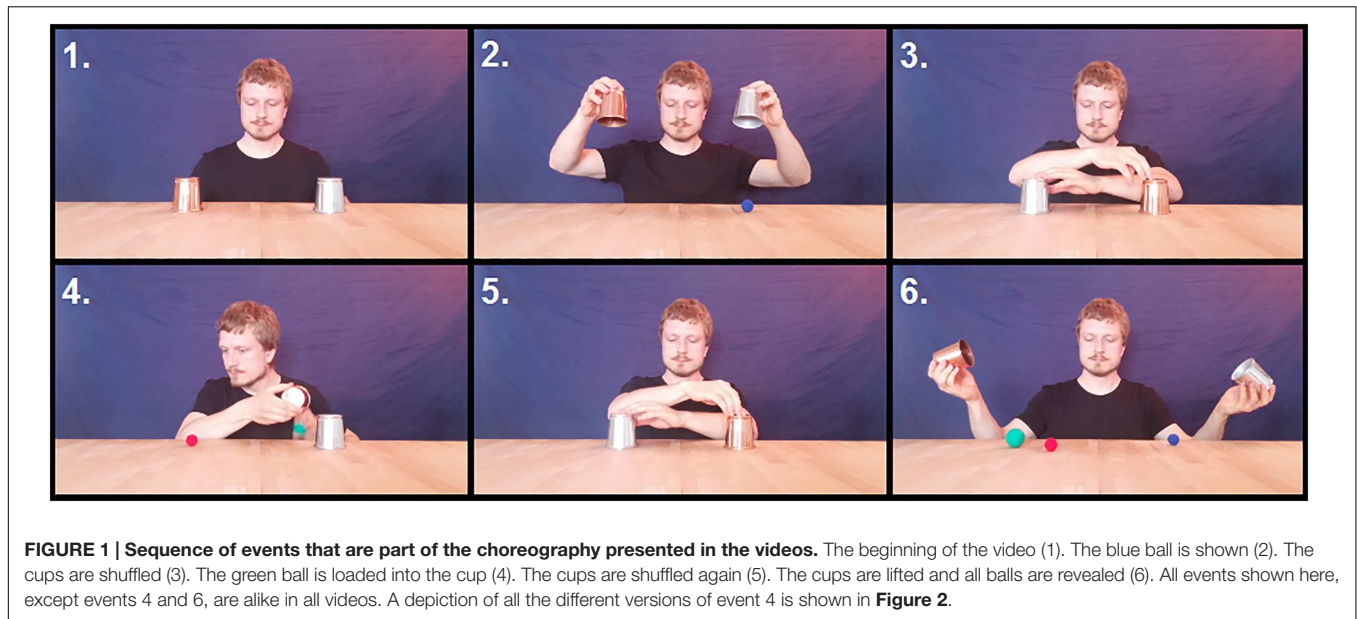 1.
2.
3.
4.
5.
6.
FIGURE 1 | Sequence of events that are part of the choreography presented in the videos. The beginning of the video (1). The blue ball is shown (2). The
cups are shuffled (3). The green ball is loaded into the cup (4). The cups are shuffled again (5). The cups are lifted and all balls are revealed (6). All events shown here,
except events 4 and 6, are alike in all videos. A depiction of all the different versions of event 4 is shown in Figure 2.